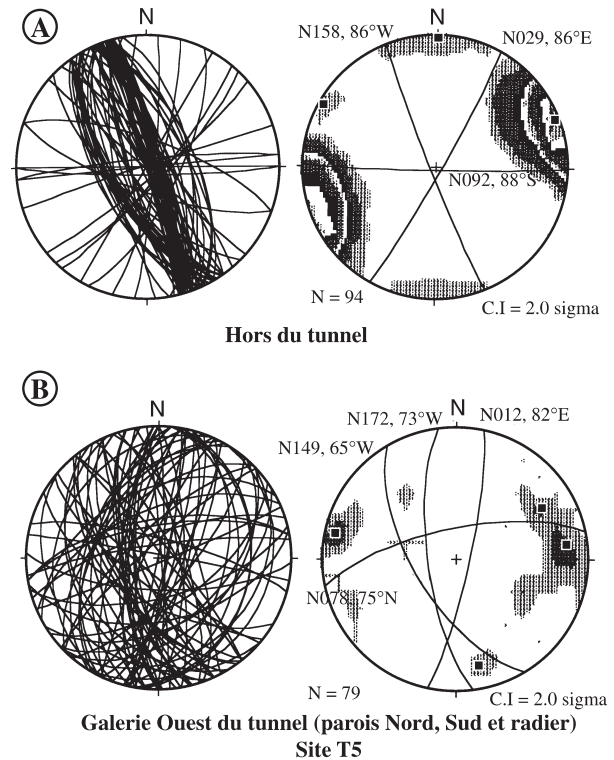 A
N
N
N158, 86°W
N029, 86°E
N092, 88°S
N = 94
C.I = 2.0 sigma
Hors du tunnel
B
N
N
N172, 73°W
N012, 82°E
N149, 65°W
N078, 75°N
N = 79
C.I = 2.0 sigma
Galerie Ouest du tunnel (parois Nord, Sud et radier)
Site T5